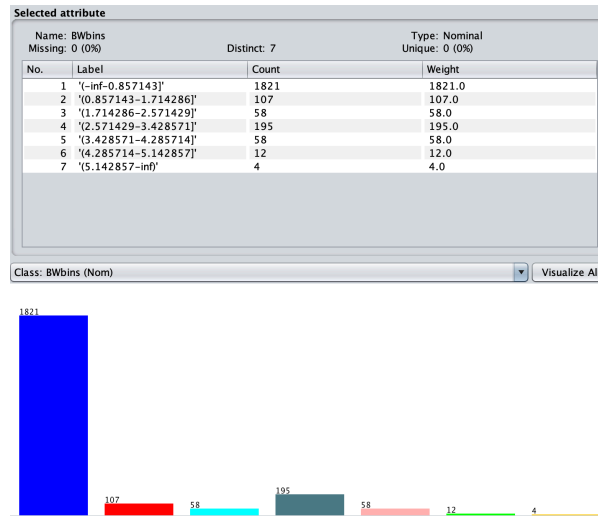 Selected attribute
Name: BWbins Type: Nominal
Missing: 0 (0%) Distinct: 7 Unique: 0 (0%)
No. Label Count Weight
1 '(-inf-0.857143]' 1821 1821.0
2 '(0.857143-1.714286]' 107 107.0
3 '(1.714286-2.571429]' 58 58.0
4 '(2.571429-3.428571]' 195 195.0
5 '(3.428571-4.285714]' 58 58.0
6 '(4.285714-5.142857]' 12 12.0
7 '(5.142857-inf)' 4 4.0
Class: BWbins (Nom) Visualize Al
1821
107
58
195
58
12
4